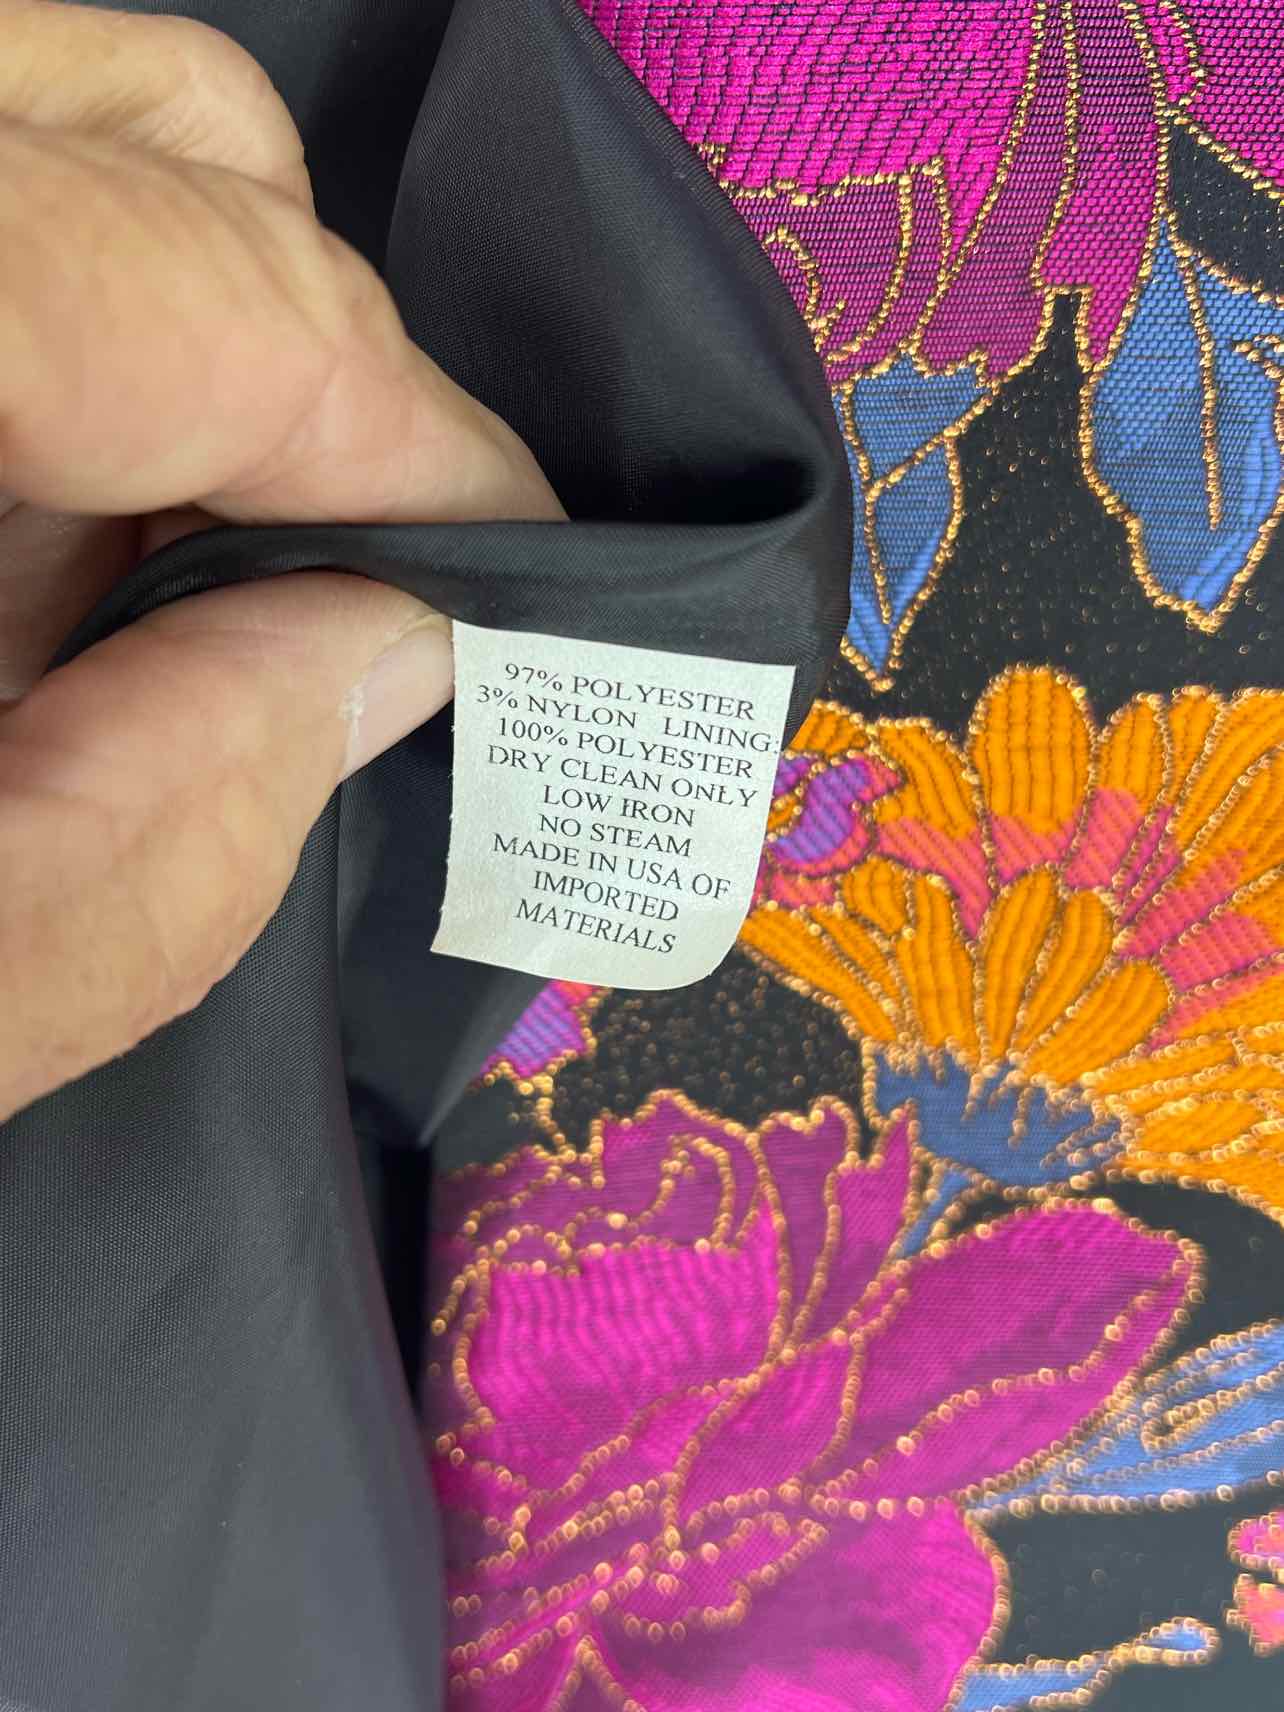 97% POLYESTER
3% NYLON LINING:
100% POLYESTER
DRY CLEAN ONLY
LOW IRON
NO STEAM
MADE IN USA OF
IMPORTED
MATERIALS